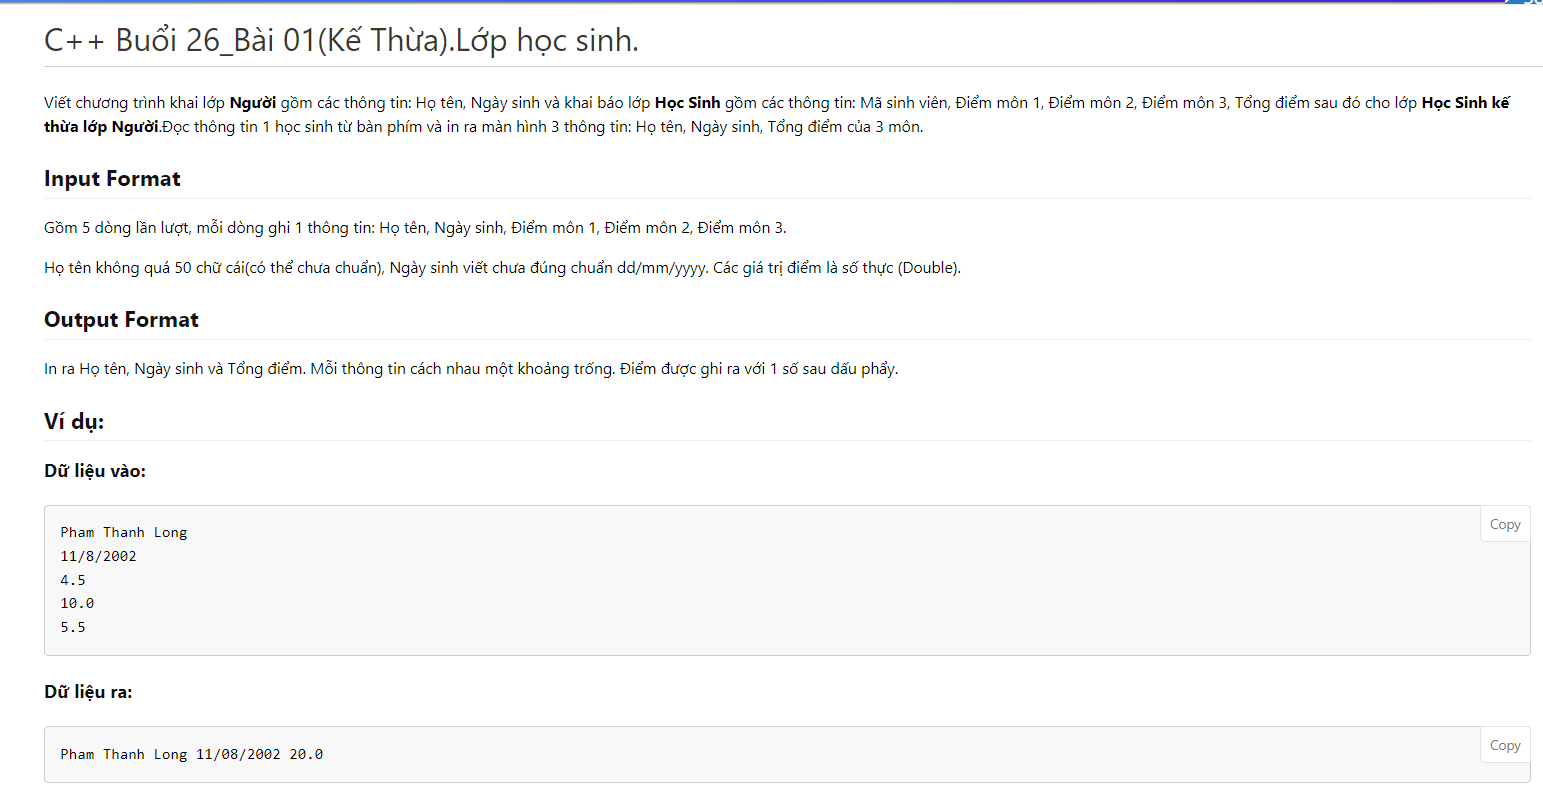 C++ Buổi 26_Bài 01(Kế Thừa).Lớp học sinh.
Viết chương trình khai lớp Người gồm các thông tin: Họ tên, Ngày sinh và khai báo lớp Học Sinh gồm các thông tin: Mã sinh viên, Điểm môn 1, Điểm môn 2, Điểm môn 3, Tổng điểm sau đó cho lớp Học Sinh kế
thừa lớp Người.Đọc thông tin 1 học sinh từ bàn phím và in ra màn hình 3 thông tin: Họ tên, Ngày sinh, Tổng điểm của 3 môn.
Input Format
Gồm 5 dòng lần lượt, mỗi dòng ghi 1 thông tin: Họ tên, Ngày sinh, Điểm môn 1, Điểm môn 2, Điểm môn 3.
Họ tên không quá 50 chữ cái(có thể chưa chuẩn), Ngày sinh viết chưa đúng chuẩn dd/mm/yyyy. Các giá trị điểm là số thực (Double).
Output Format
In ra Họ tên, Ngày sinh và Tổng điểm. Mỗi thông tin cách nhau một khoảng trống. Điểm được ghi ra với 1 số sau dấu phẩy.
Ví dụ:
Dữ liệu vào:
Copy
Pham Thanh Long
11/8/2002
4.5
10.0
5.5
Dữ liệu ra:
Copy
Pham Thanh Long 11/08/2002 20.0